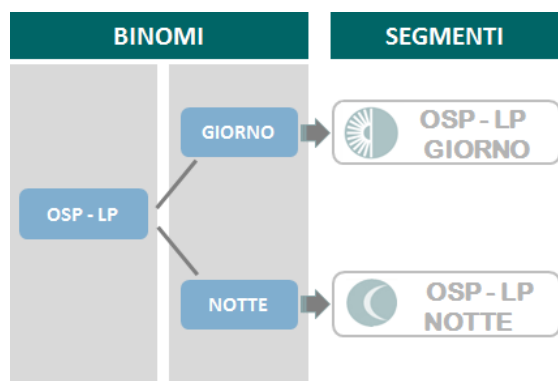 BINOMI
SEGMENTI
GIORNO
OSP - LP
GIORNO
OSP - LP
NOTTE
OSP - LP
NOTTE